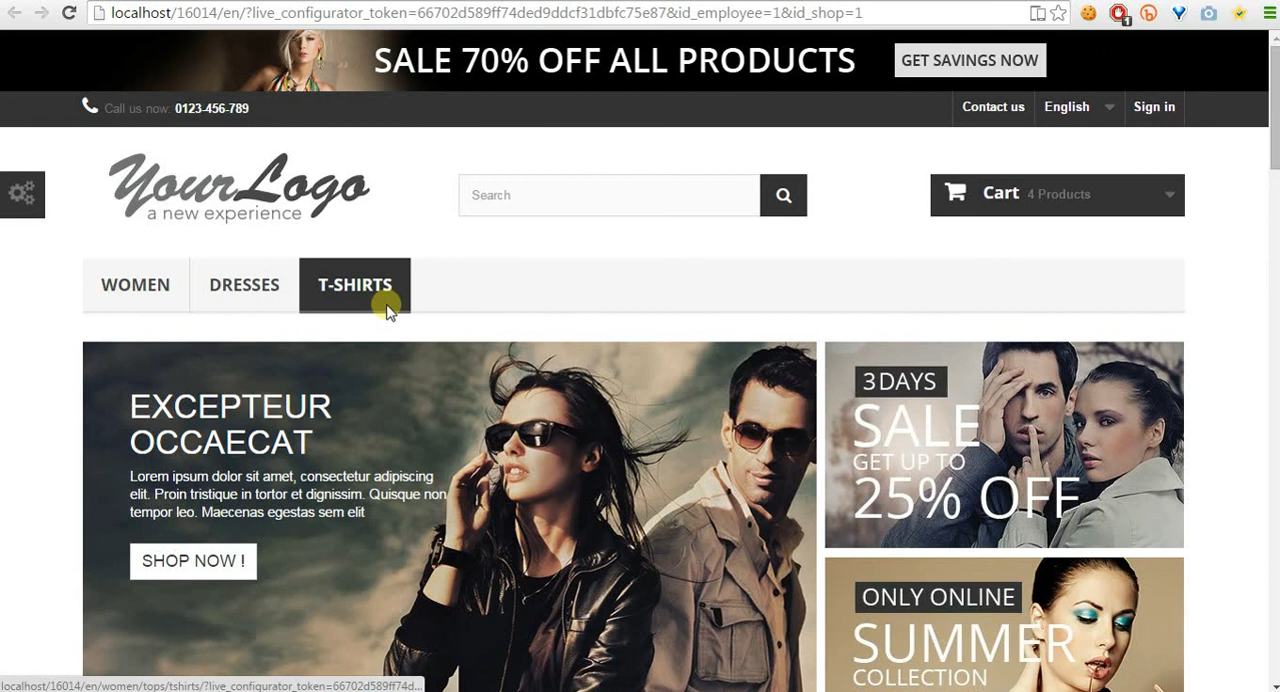 localhost/16014/en/?live_configurator_token=66702d589ff74ded9ddcf31dbfc75e87&id_employee=1&id_shop=1
1
SALE 70% OFF ALL PRODUCTS
GET SAVINGS NOW
Call us now: 0123-456-789
Contact us
English
Sign in
YourLogo
a new experience
Search
Cart 4 Products
WOMEN
DRESSES
T-SHIRTS
EXCEPTEUR
OCCAECAT
Lorem ipsum dolor sit amet, consectetur adipiscing
elit. Proin tristique in tortor et dignissim. Quisque non
tempor leo. Maecenas egestas sem elit
SHOP NOW !
3 DAYS
SALE
GET UP TO
25% OFF
ONLY ONLINE
SUMMER
COLLECTION
localhost/16014/en/women/tops/tshirts/?live_configurator_token=66702d589ff74d...